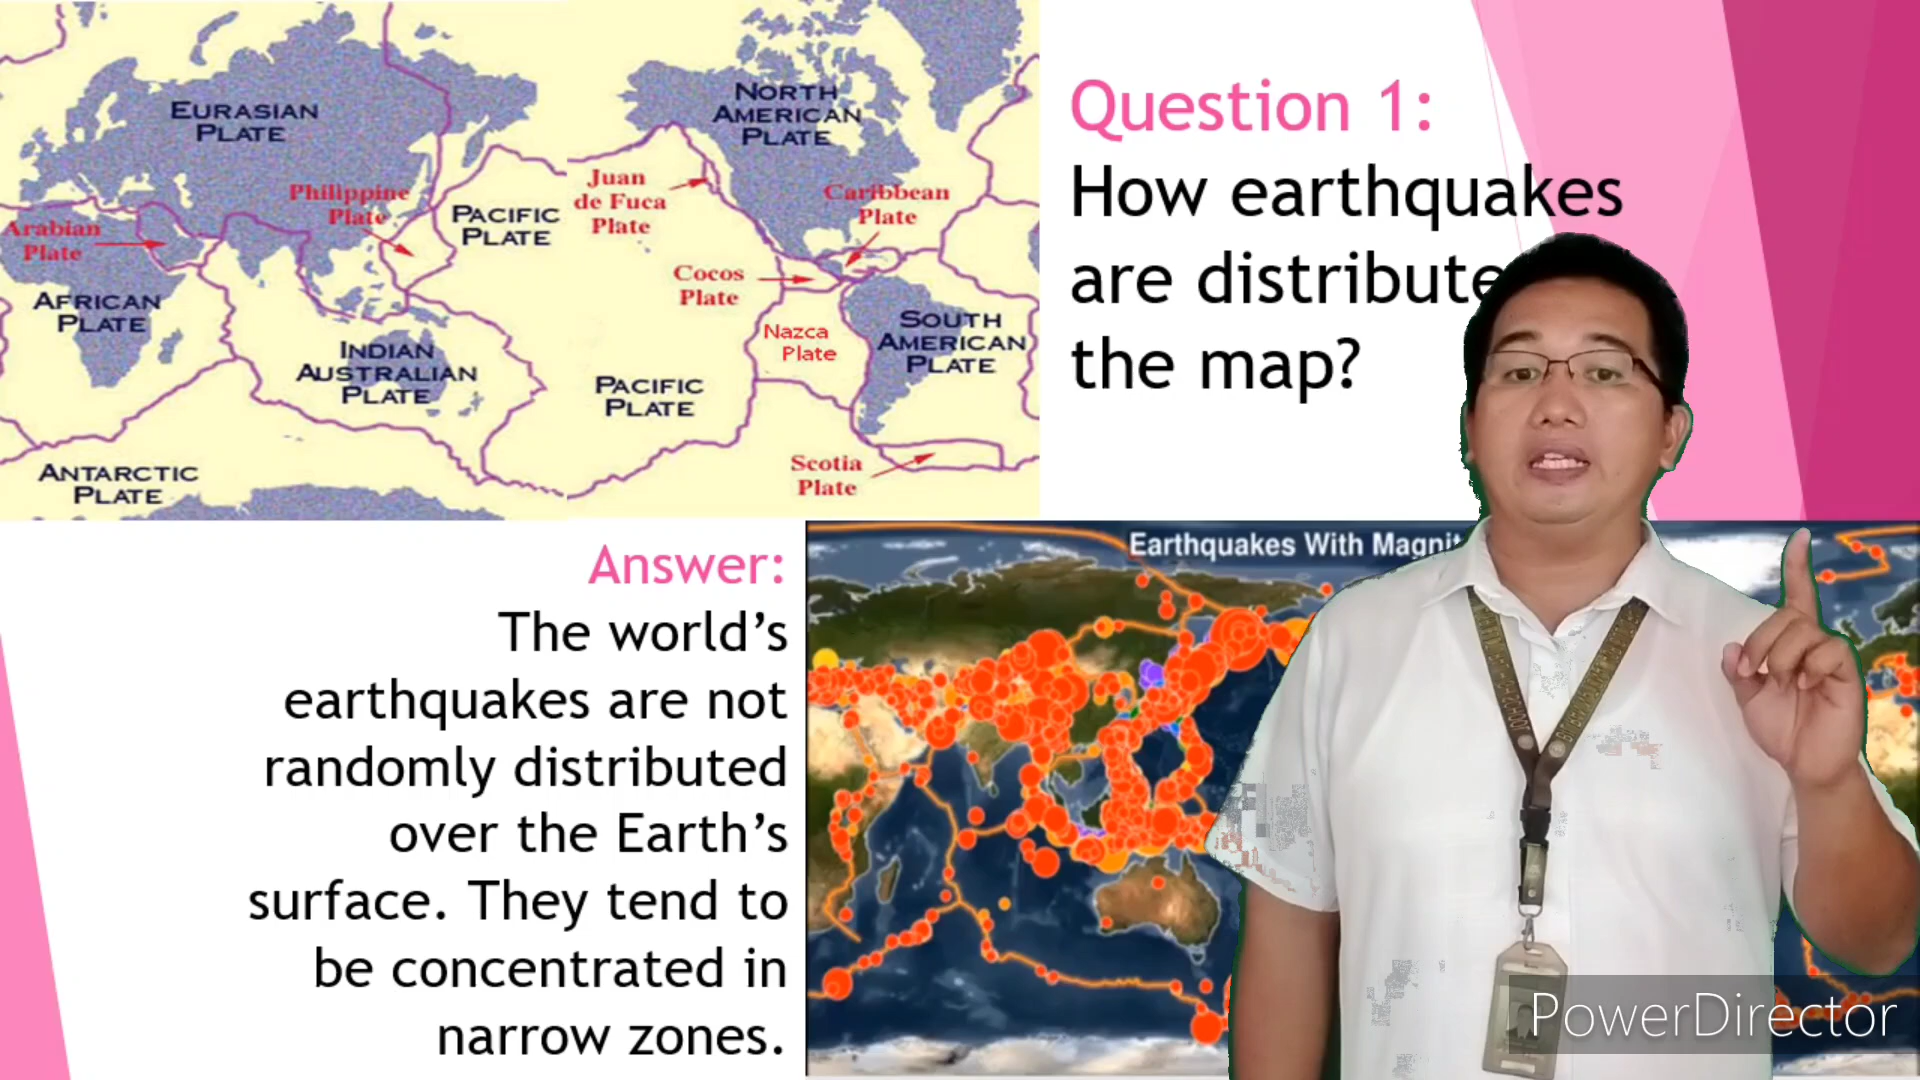 EURASIAN
PLATE
NORTH
AMERICAN
PLATE
Philippine
Plate
Arabian
Plate
PACIFIC
PLATE
Juan
de Fuca
Plate
Caribbean
Plate
Cocos
Plate
AFRICAN
PLATE
INDIAN
AUSTRALIAN
PLATE
Nazca
Plate
SOUTH
AMERICAN
PLATE
PACIFIC
PLATE
Scotia
Plate
ANTARCTIC
PLATE
Question 1:
How earthquakes
are distribute
the map?
Answer:
The world's
earthquakes are not
randomly distributed
over the Earth's
surface. They tend to
be concentrated in
narrow zones.
Earthquakes With Magnit
PowerDirector